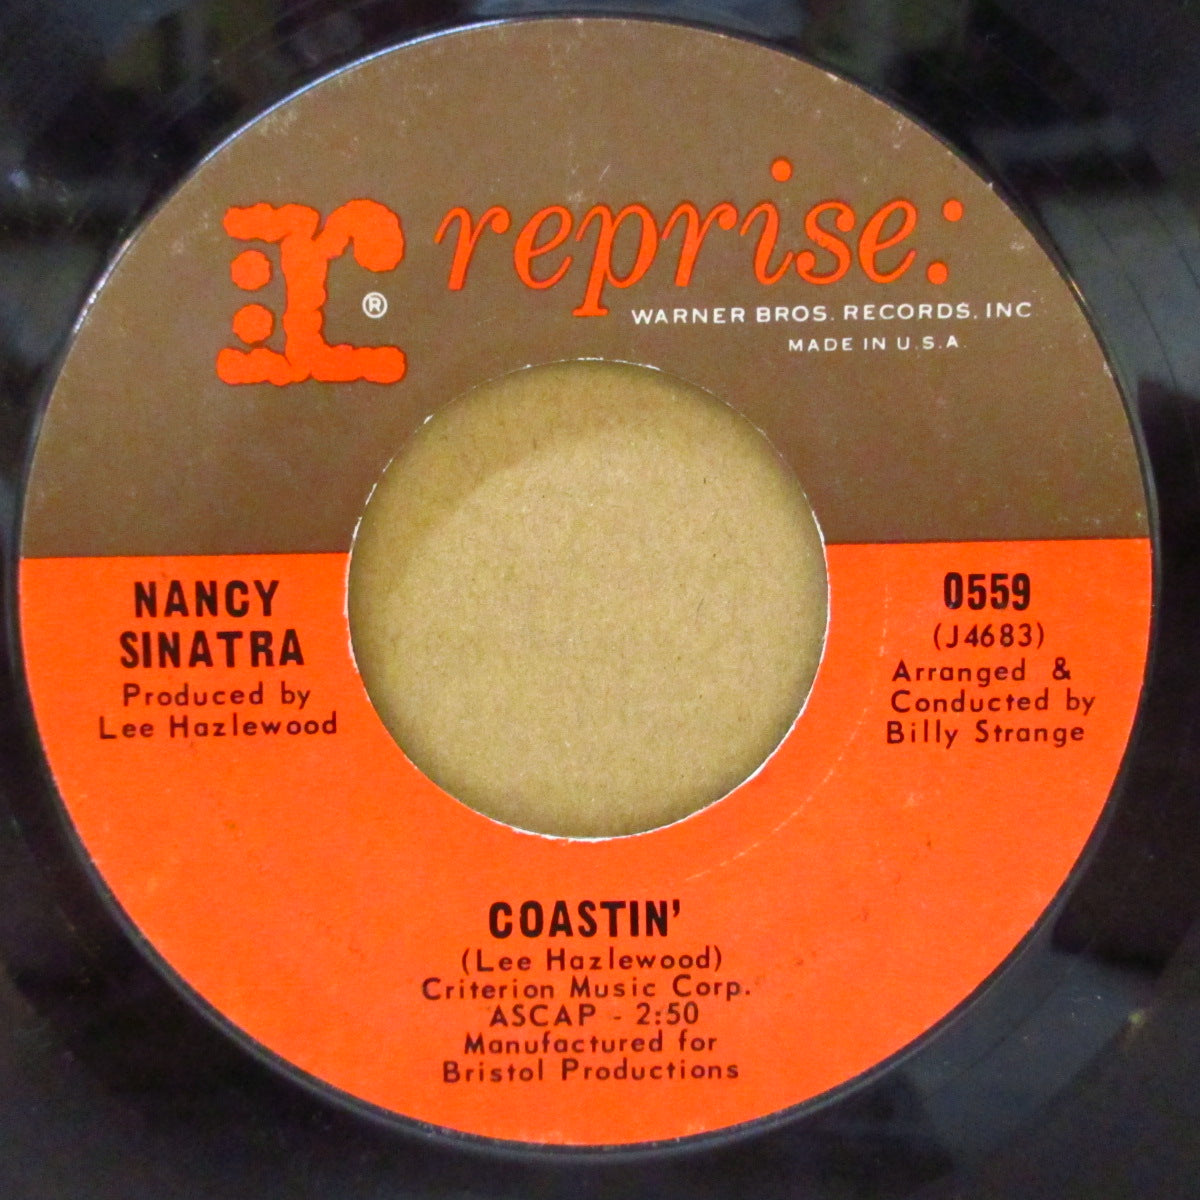 r
®
reprise:
WARNER BROS. RECORDS, INC
MADE IN U.S.A.
NANCY
SINATRA
Produced by
Lee Hazlewood
0559
(J4683)
Arranged &
Conducted by
Billy Strange
COASTIN'
(Lee Hazlewood)
Criterion Music Corp.
ASCAP - 2:50
Manufactured for
Bristol Productions